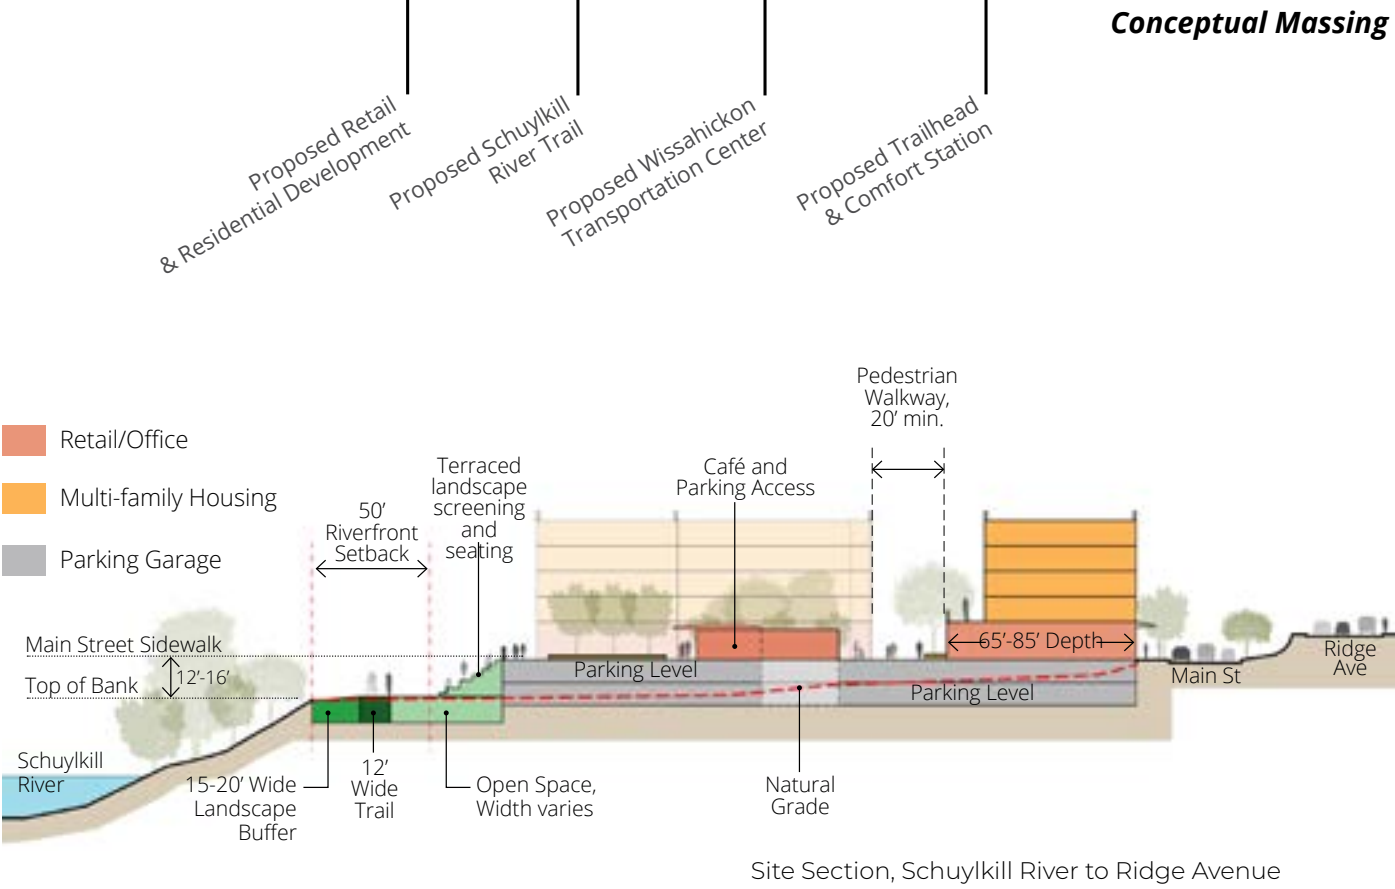 Conceptual Massing
Proposed Retail
& Residential Development
Proposed Schuylkill
River Trail
Proposed Wissahickon
Transportation Center
Proposed Trailhead
& Comfort Station
Pedestrian
Walkway,
20’ min.
Retail/Office
Multi-family Housing
Parking Garage
50’
Riverfront
Setback
Terraced
landscape
screening
and
seating
Café and
Parking Access
Main Street Sidewalk
12’-16’
Top of Bank
Parking Level
65’-85’ Depth
Parking Level
Main St
Ridge
Ave
Schuylkill
River
15-20’ Wide
Landscape
Buffer
12’
Wide
Trail
Open Space,
Width varies
Natural
Grade
Site Section, Schuylkill River to Ridge Avenue